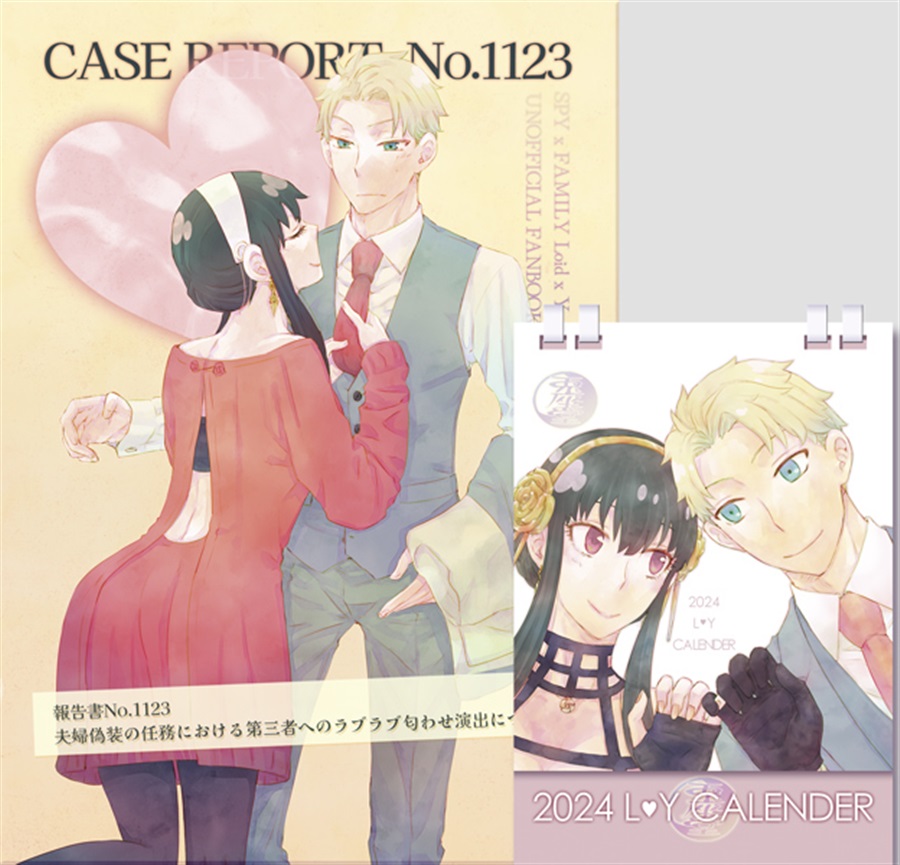 CASE REPORT No.1123
SPY x FAMILY Loid x Y
UNOFFICIAL FANBOOK
報告書No.1123
夫婦偽装の任務における第三者へのラブラブ匂わせ演出につ
2024
L♥Y
CALENDER
2024 L♥Y CALENDER